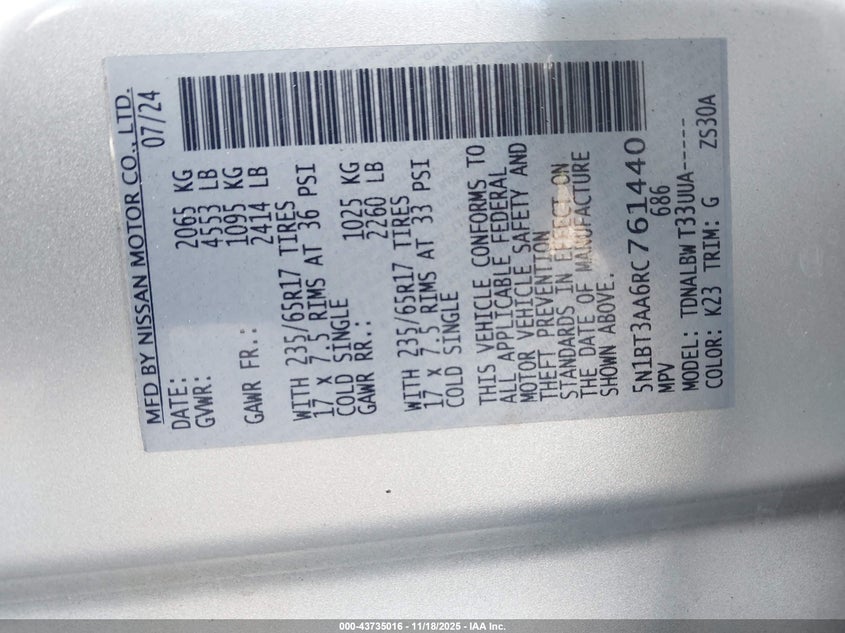 MFD BY NISSAN MOTOR CO., LTD.
DATE: 07/24
GVWR: 2065 KG
4553 LB
GAWR FR.: 1095 KG
2414 LB
WITH 235/65R17 TIRES
17 X 7.5 RIMS AT 36 PSI
COLD SINGLE
GAWR RR.: 1025 KG
2260 LB
WITH 235/65R17 TIRES
17 X 7.5 RIMS AT 33 PSI
COLD SINGLE
THIS VEHICLE CONFORMS TO
ALL APPLICABLE FEDERAL
MOTOR VEHICLE SAFETY AND
THEFT PREVENTION
STANDARDS IN EFFECT ON
THE DATE OF MANUFACTURE
SHOWN ABOVE.
5N1BT3AA6RC761440
MPV 686
MODEL: TDNALBW T33UUA-----
COLOR: K23 TRIM: G ZS30A
000-43735016 - 11/18/2025 - IAA Inc.